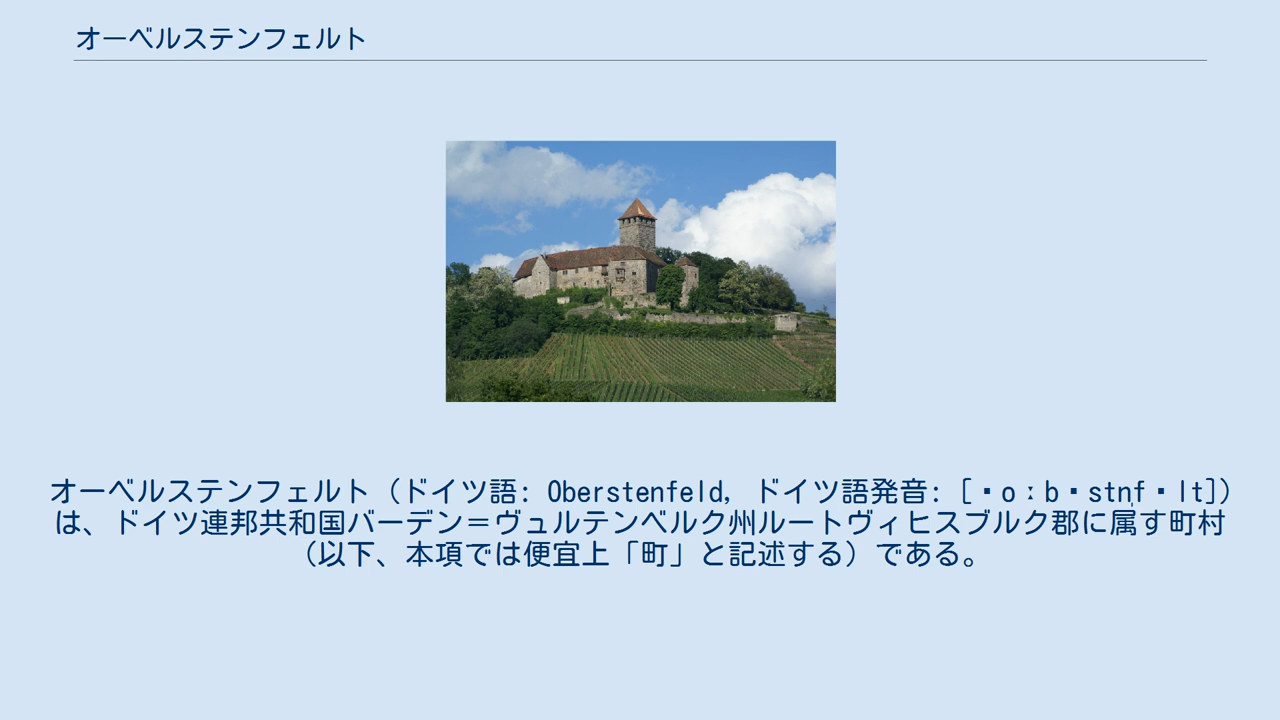 オーベルステンフェルト
オーベルステンフェルト（ドイツ語: Oberstenfeld, ドイツ語発音: [▪oːb▪stn̩f▪lt]）
は、ドイツ連邦共和国バーデン＝ヴュルテンベルク州ルートヴィヒスブルク郡に属す町村
（以下、本項では便宜上「町」と記述する）である。